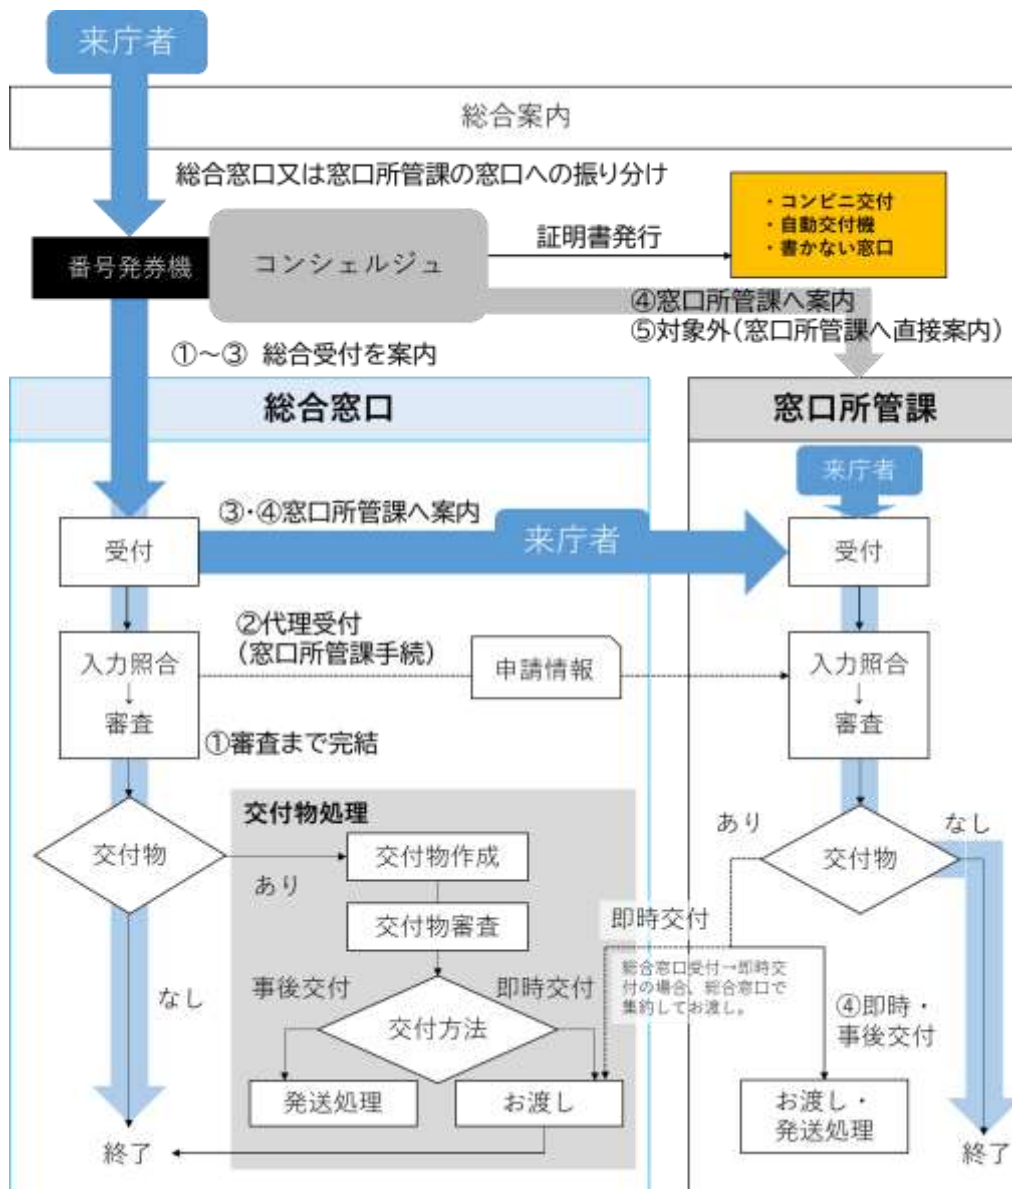 来庁者
総合案内
総合窓口又は窓口所管課の窓口への振り分け
番号発券機
コンシェルジュ
証明書発行
・コンビニ交付
・自動交付機
・書かない窓口
④窓口所管課へ案内
⑤対象外(窓口所管課へ直接案内)
①～③ 総合受付を案内
総合窓口
窓口所管課
来庁者
③・④窓口所管課へ案内
来庁者
受付
受付
②代理受付
(窓口所管課手続)
申請情報
入力照合
↓
審査
入力照合
↓
審査
①審査まで完結
交付物処理
交付物
あり
なし
交付物作成
交付物審査
事後交付
即時交付
交付方法
発送処理
お渡し
終了
あり
なし
交付物
即時交付
総合窓口受付→即時交
付の場合、総合窓口で
集約してお渡し。
④即時・
事後交付
お渡し・
発送処理
終了